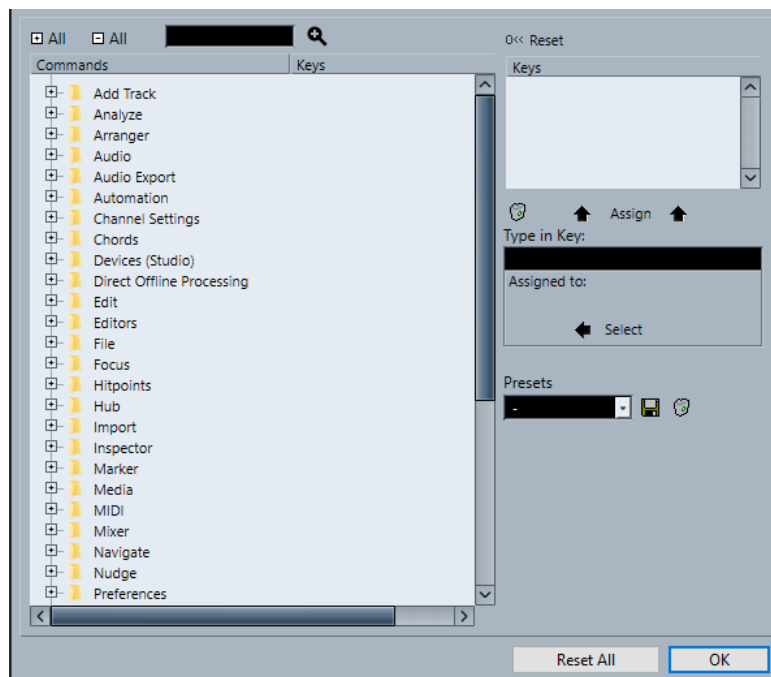 All All
Commands Keys
Add Track
Analyze
Arranger
Audio
Audio Export
Automation
Channel Settings
Chords
Devices (Studio)
Direct Offline Processing
Edit
Editors
File
Focus
Hitpoints
Hub
Import
Inspector
Marker
Media
MIDI
Mixer
Navigate
Nudge
Preferences
0<< Reset
Keys
Assign
Type in Key:
Assigned to:
Select
Presets
-
Reset All OK